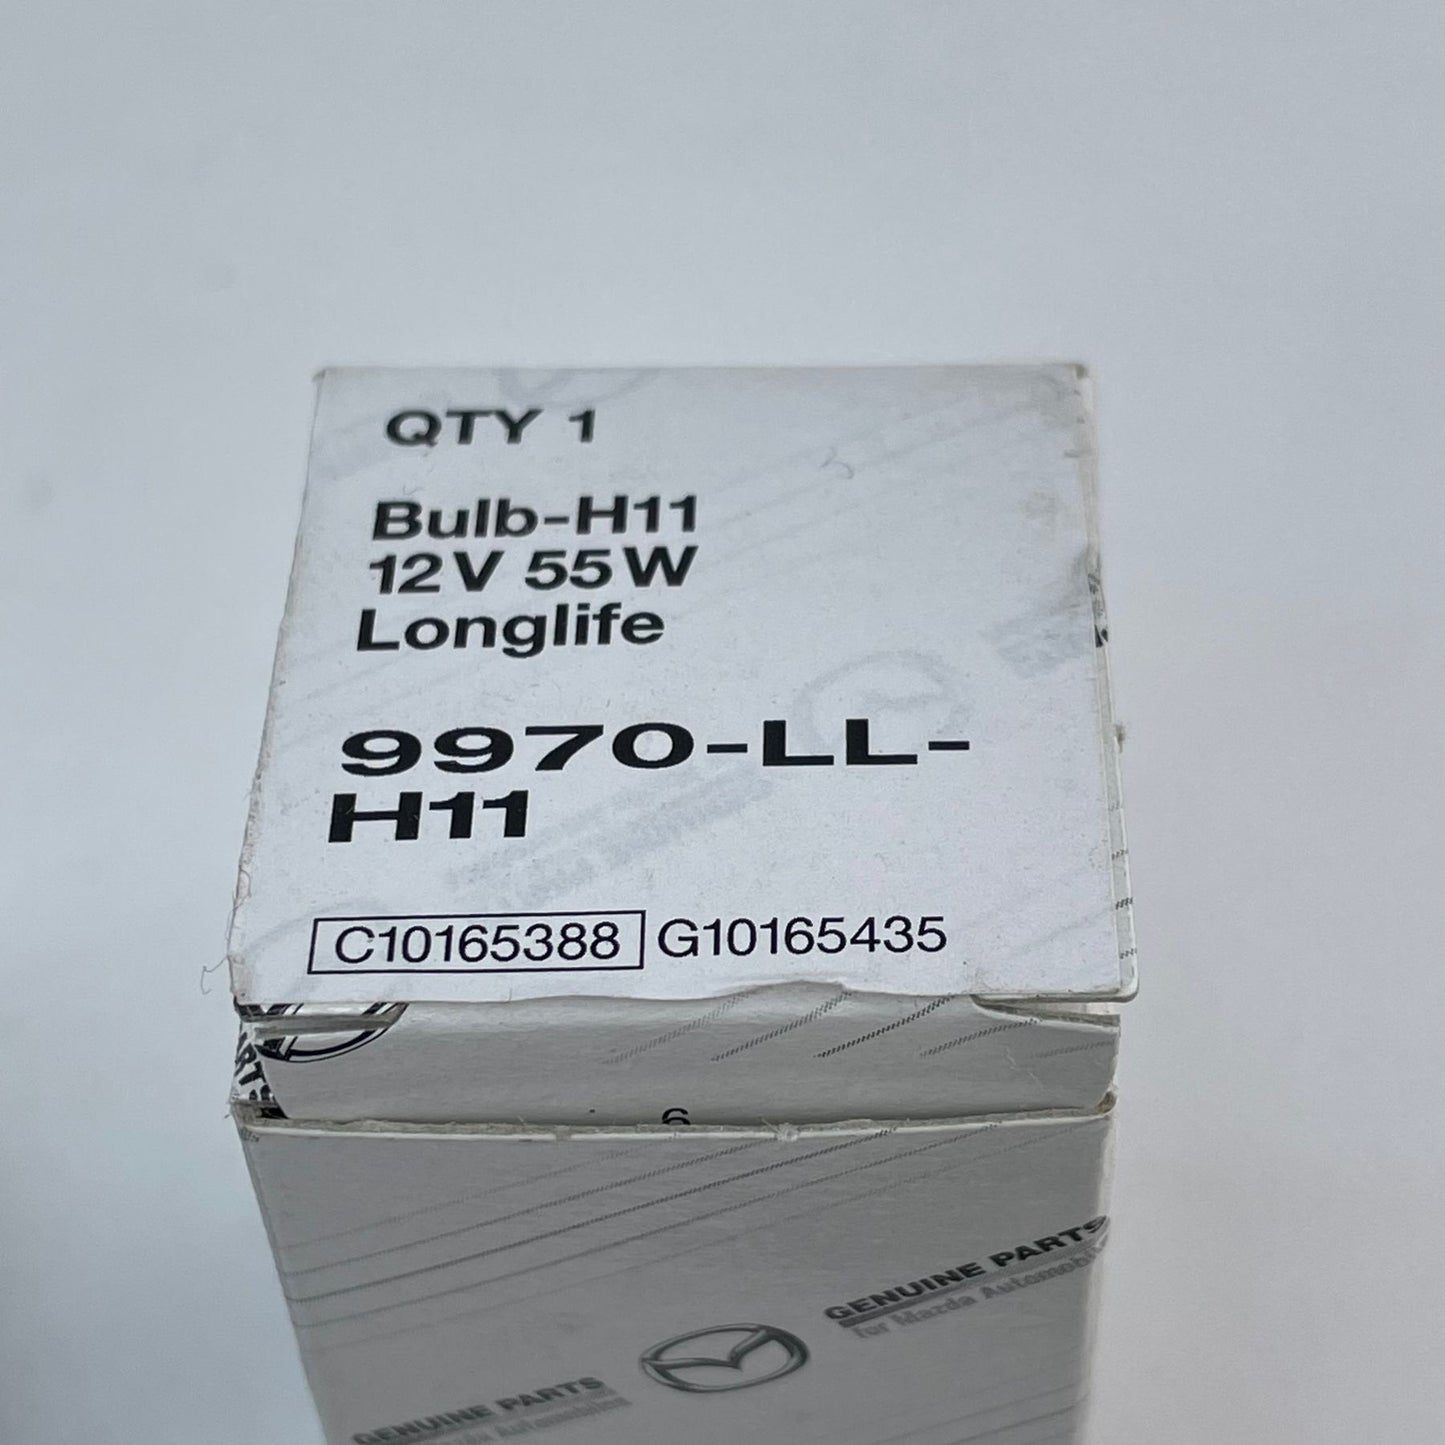 QTY 1
Bulb-H11
12V 55W
Longlife
9970-LL-
H11
C10165388 G10165435
6
GENUINE PARTS
for Mazda Automobiles
GENUINE PARTS